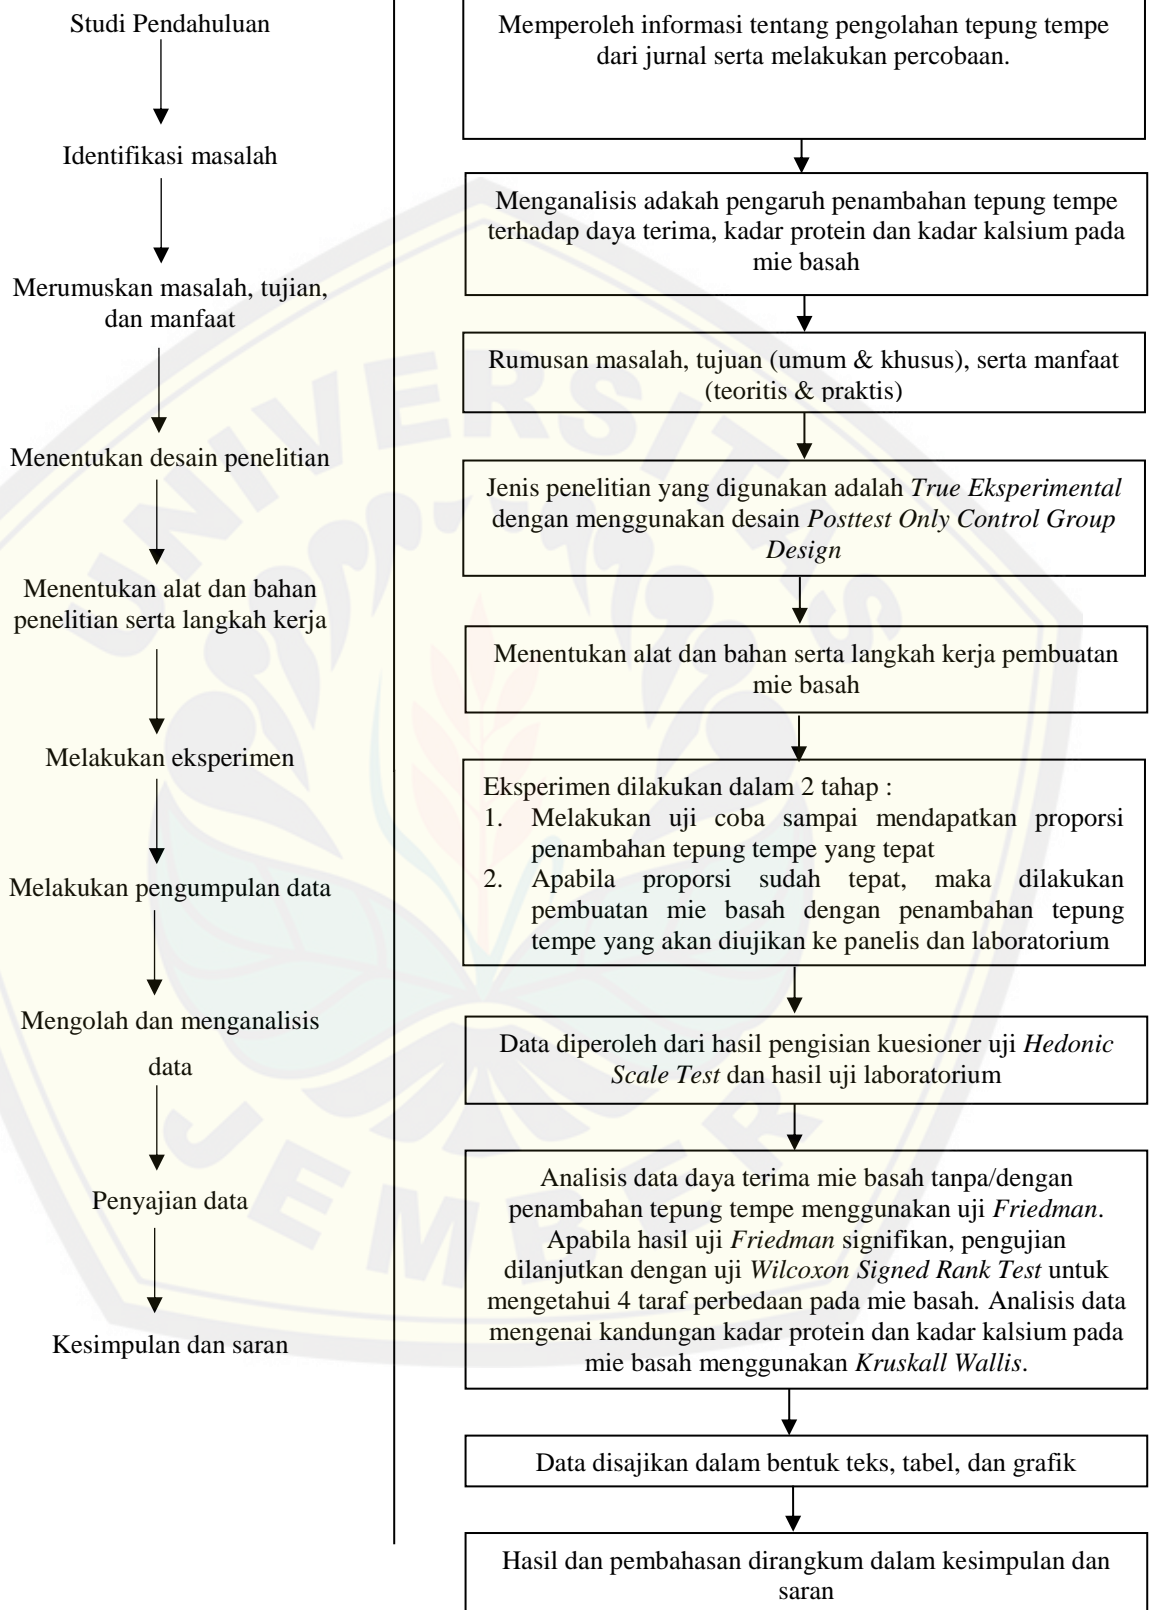 Studi Pendahuluan
Identifikasi masalah
Merumuskan masalah, tujian,
dan manfaat
Menentukan desain penelitian
Menentukan alat dan bahan
penelitian serta langkah kerja
Melakukan eksperimen
Melakukan pengumpulan data
Mengolah dan menganalisis
data
Penyajian data
Kesimpulan dan saran
Memperoleh informasi tentang pengolahan tepung tempe
dari jurnal serta melakukan percobaan.
Menganalisis adakah pengaruh penambahan tepung tempe
terhadap daya terima, kadar protein dan kadar kalsium pada
mie basah
Rumusan masalah, tujuan (umum & khusus), serta manfaat
(teoritis & praktis)
Jenis penelitian yang digunakan adalah True Eksperimental
dengan menggunakan desain Posttest Only Control Group
Design
Menentukan alat dan bahan serta langkah kerja pembuatan
mie basah
Eksperimen dilakukan dalam 2 tahap :
1. Melakukan uji coba sampai mendapatkan proporsi
penambahan tepung tempe yang tepat
2. Apabila proporsi sudah tepat, maka dilakukan
pembuatan mie basah dengan penambahan tepung
tempe yang akan diujikan ke panelis dan laboratorium
Data diperoleh dari hasil pengisian kuesioner uji Hedonic
Scale Test dan hasil uji laboratorium
Analisis data daya terima mie basah tanpa/dengan
penambahan tepung tempe menggunakan uji Friedman.
Apabila hasil uji Friedman signifikan, pengujian
dilanjutkan dengan uji Wilcoxon Signed Rank Test untuk
mengetahui 4 taraf perbedaan pada mie basah. Analisis data
mengenai kandungan kadar protein dan kadar kalsium pada
mie basah menggunakan Kruskall Wallis.
Data disajikan dalam bentuk teks, tabel, dan grafik
Hasil dan pembahasan dirangkum dalam kesimpulan dan
saran
UNIVERSITAS
JEMBER